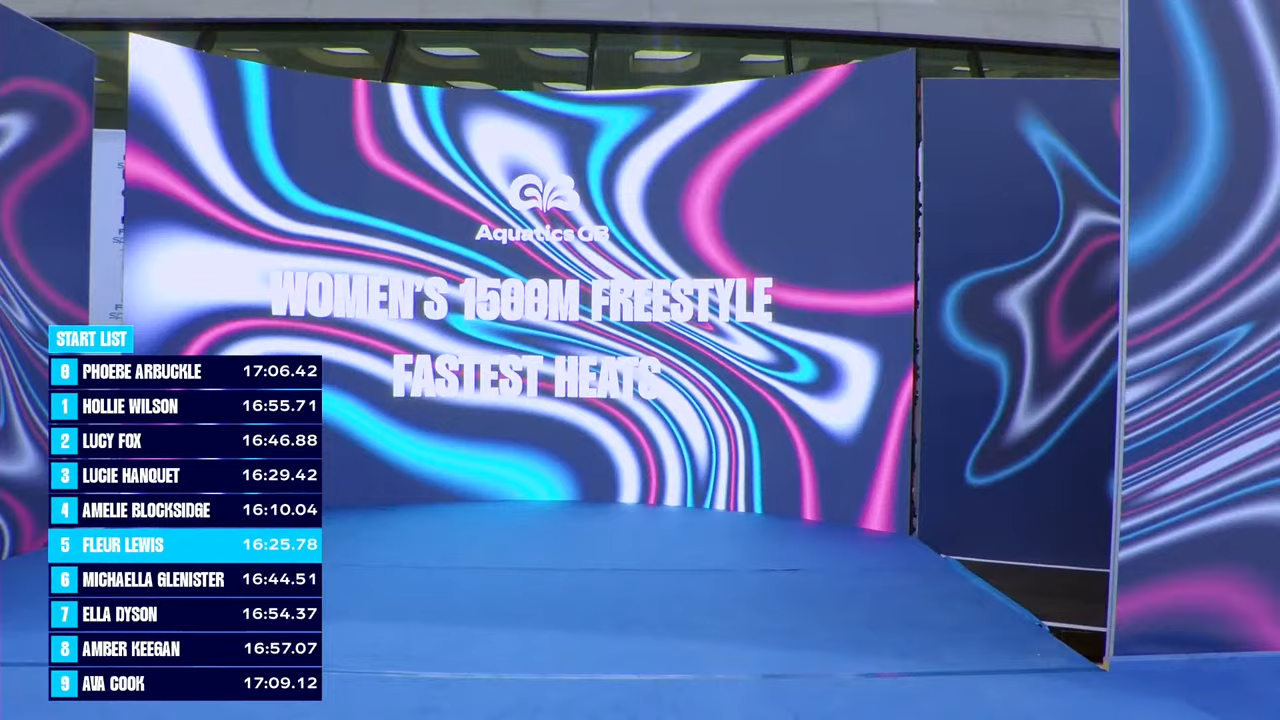 Aquatics GB
WOMEN'S 1500M FREESTYLE
FASTEST HEATS
START LIST
0 PHOEBE ARBUCKLE 17:06.42
1 HOLLIE WILSON 16:55.71
2 LUCY FOX 16:46.88
3 LUCIE HANQUET 16:29.42
4 AMELIE BLOCKSIDGE 16:10.04
5 FLEUR LEWIS 16:25.78
6 MICHAELLA GLENISTER 16:44.51
7 ELLA DYSON 16:54.37
8 AMBER KEEGAN 16:57.07
9 AVA COOK 17:09.12